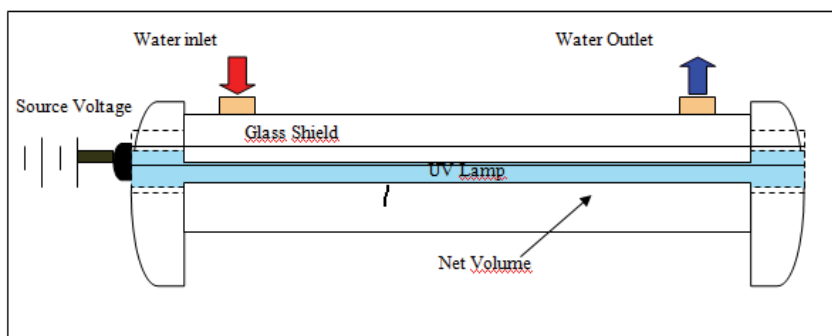 Water inlet
Water Outlet
Source Voltage
Glass Shield
UV Lamp
Net Volume